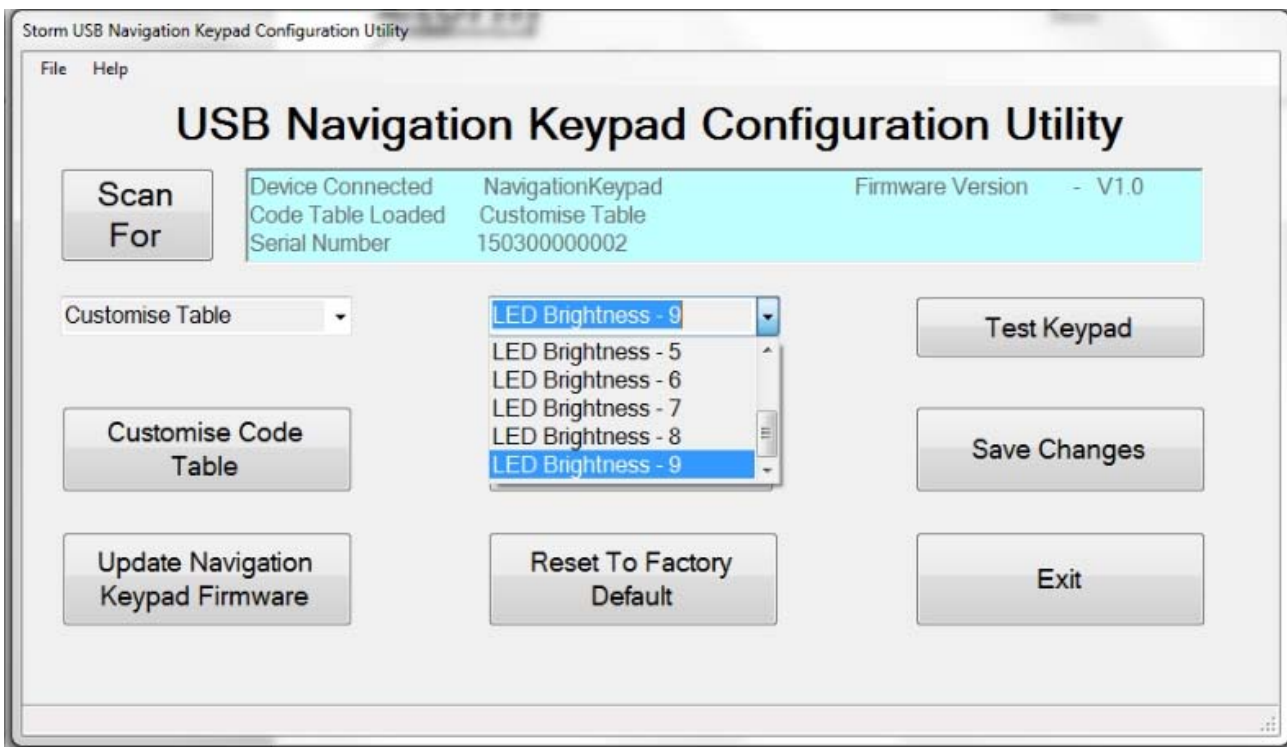 Storm USB Navigation Keypad Configuration Utility
File Help
USB Navigation Keypad Configuration Utility
Scan
For
Device Connected NavigationKeypad Firmware Version - V1.0
Code Table Loaded Customise Table
Serial Number 150300000002
Customise Table
LED Brightness - 9
LED Brightness - 5
LED Brightness - 6
LED Brightness - 7
LED Brightness - 8
LED Brightness - 9
Test Keypad
Customise Code
Table
Save Changes
Update Navigation
Keypad Firmware
Reset To Factory
Default
Exit